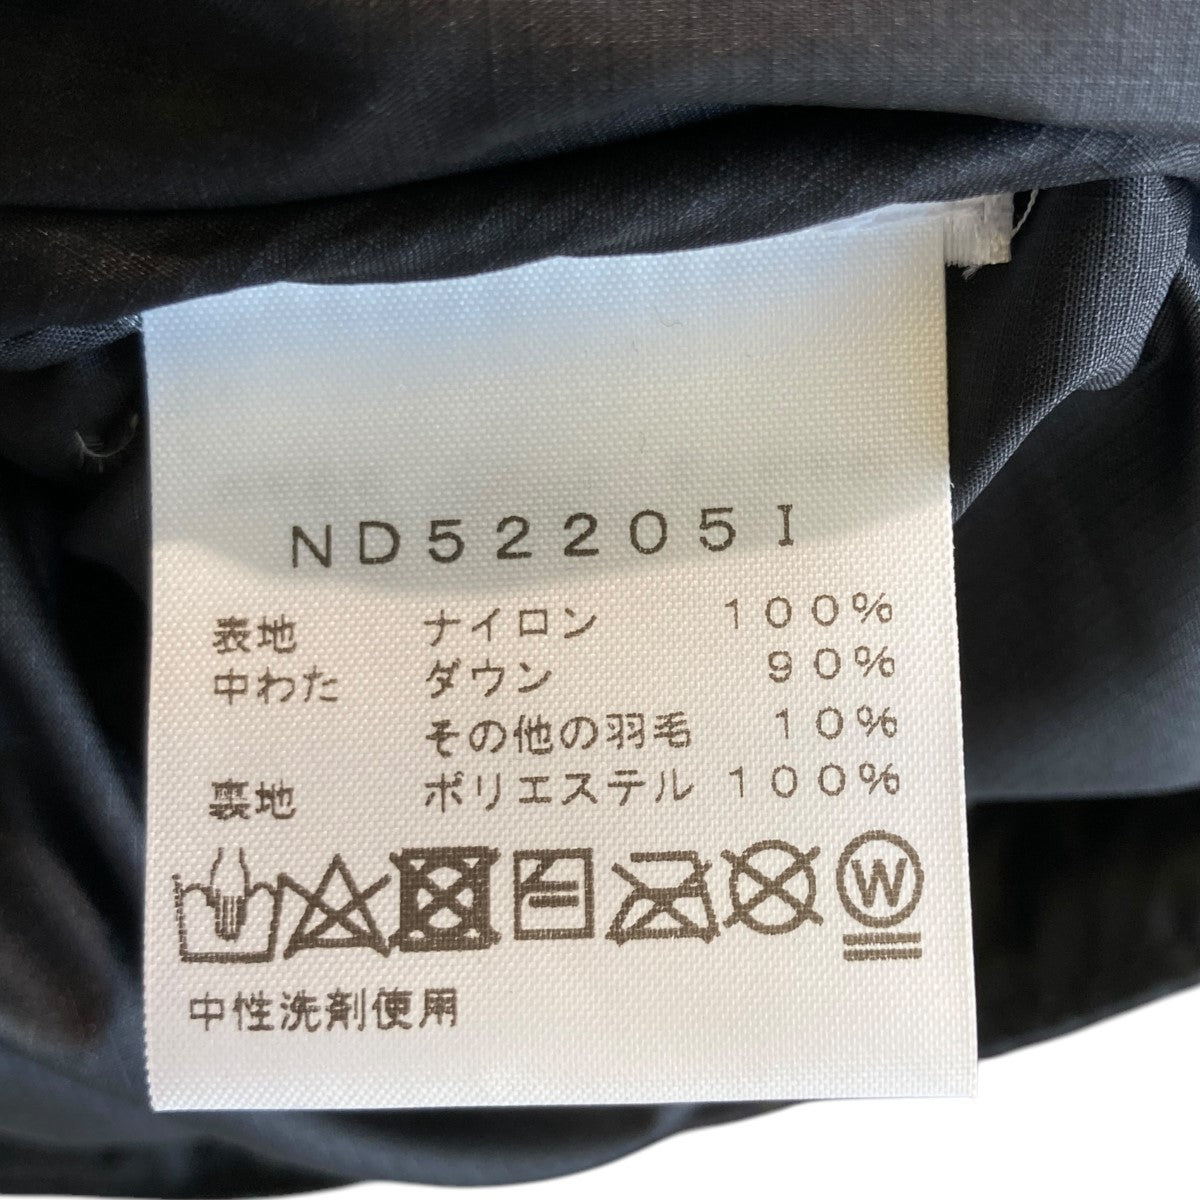 ND52205I
表地 ナイロン 100%
中わた ダウン 90%
その他の羽毛 10%
裏地 ポリエステル 100%
W
中性洗剤使用